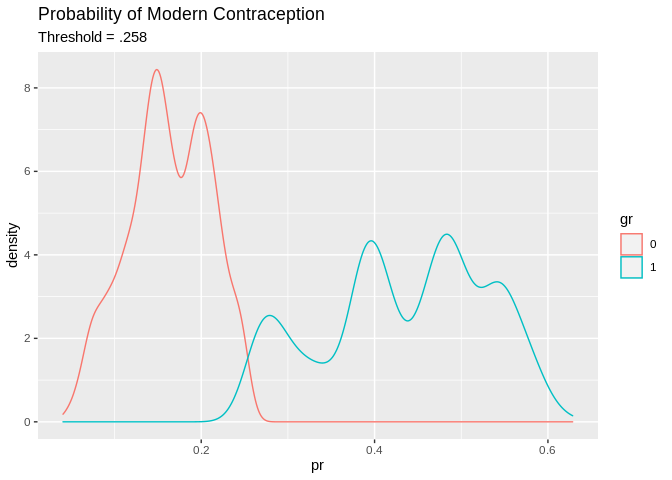 Probability of Modern Contraception
Threshold = .258
density
8
6
4
2
0
0.2
0.4
0.6
pr
gr
0
1